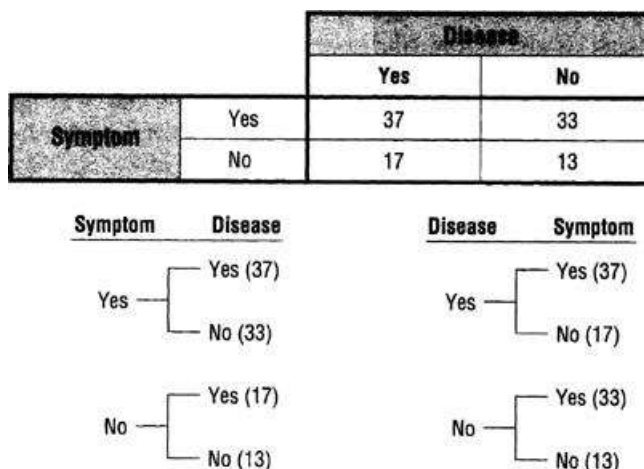 Disease
Yes No
Symptom Yes 37 33
No 17 13
Symptom Disease Disease Symptom
Yes (37) Yes (37)
Yes Yes
No (33) No (17)
Yes (17) Yes (33)
No No
No (13) No (13)